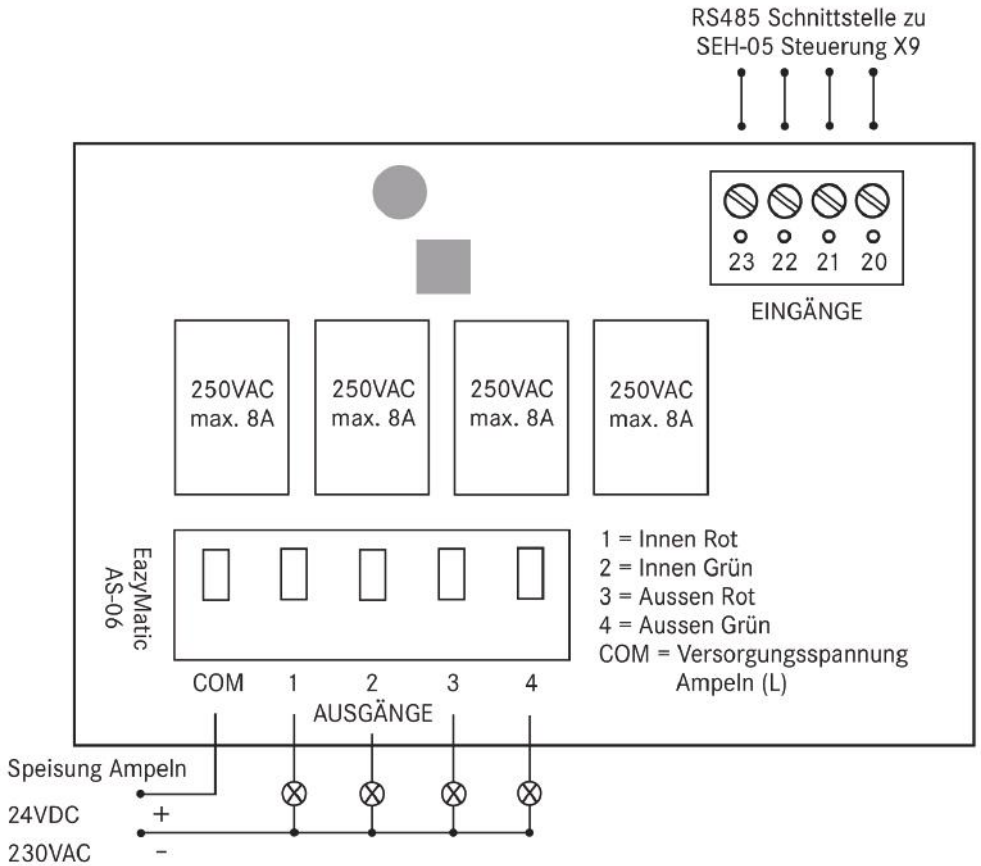 RS485 Schnittstelle zu
SEH-05 Steuerung X9
23 22 21 20
EINGÄNGE
250VAC
max. 8A
250VAC
max. 8A
250VAC
max. 8A
250VAC
max. 8A
EazyMatic
AS-06
1 = Innen Rot
2 = Innen Grün
3 = Aussen Rot
4 = Aussen Grün
COM = Versorgungsspannung
Ampeln (L)
COM 1 2 3 4
AUSGÄNGE
Speisung Ampeln
24VDC +
230VAC -